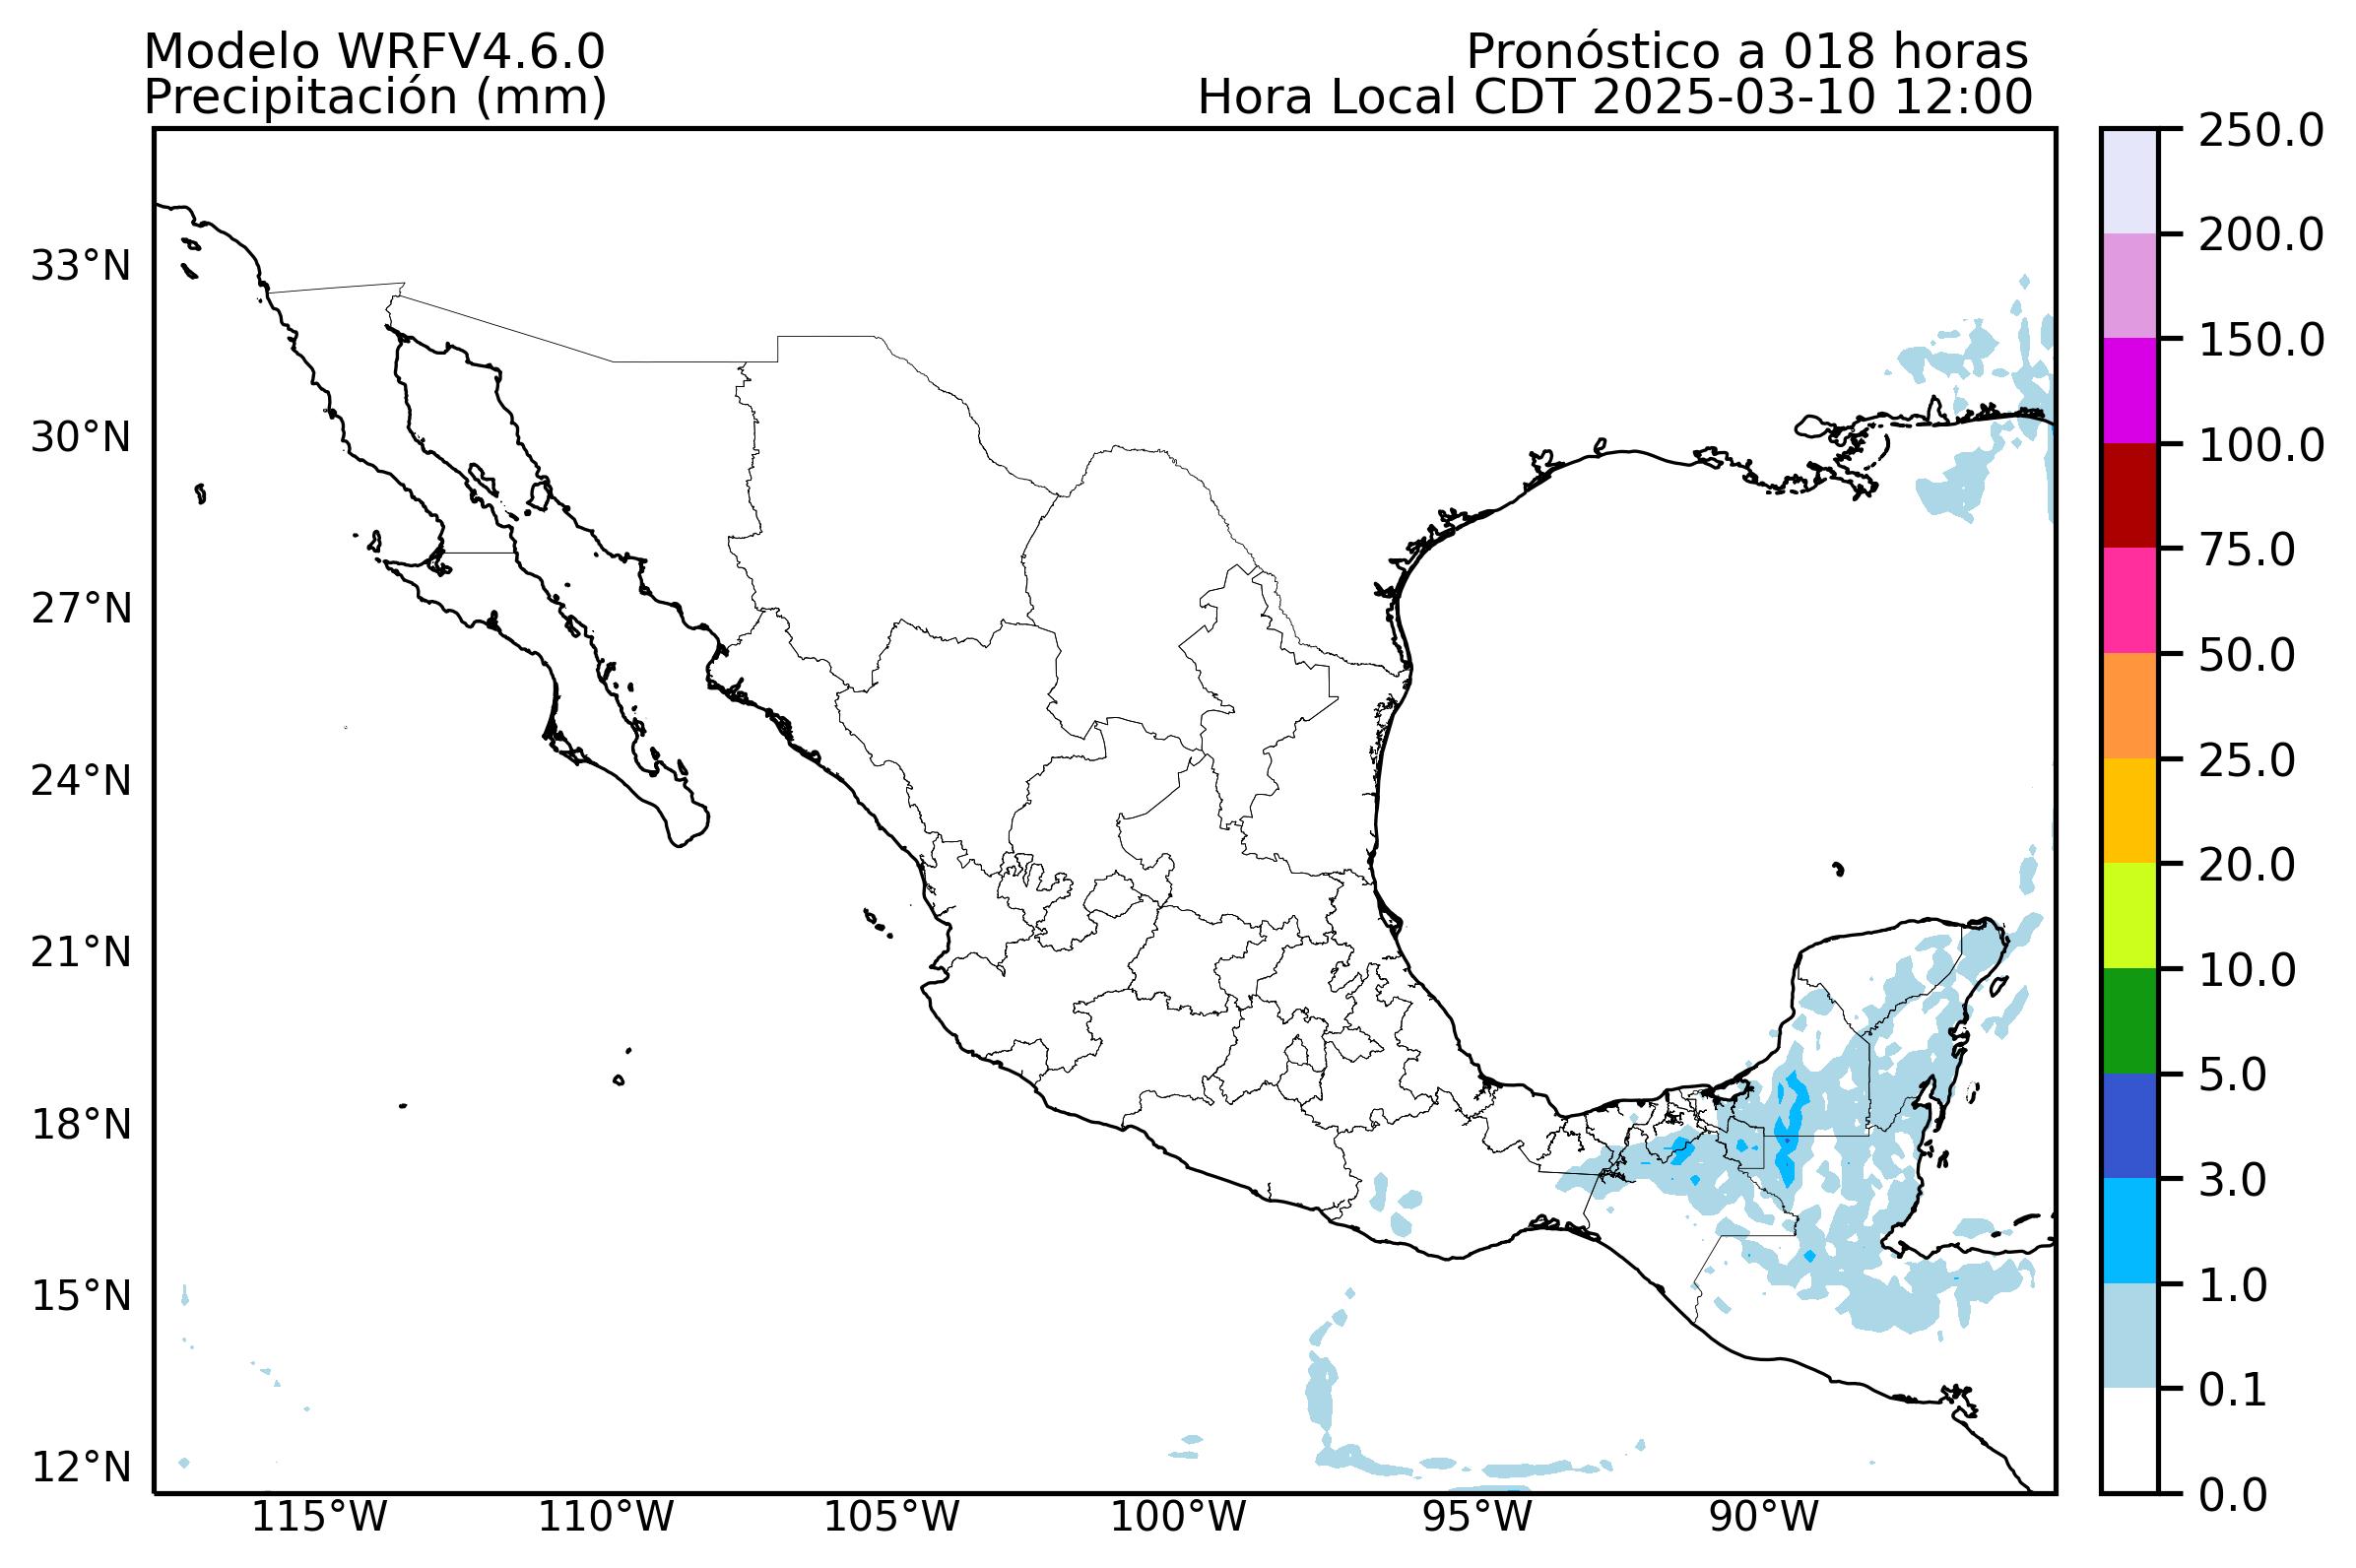 Modelo WRFV4.6.0
Precipitación (mm)
Pronóstico a 018 horas
Hora Local CDT 2025-03-10 12:00
33°N
30°N
27°N
24°N
21°N
18°N
15°N
12°N
115°W
110°W
105°W
100°W
95°W
90°W
250.0
200.0
150.0
100.0
75.0
50.0
25.0
20.0
10.0
5.0
3.0
1.0
0.1
0.0